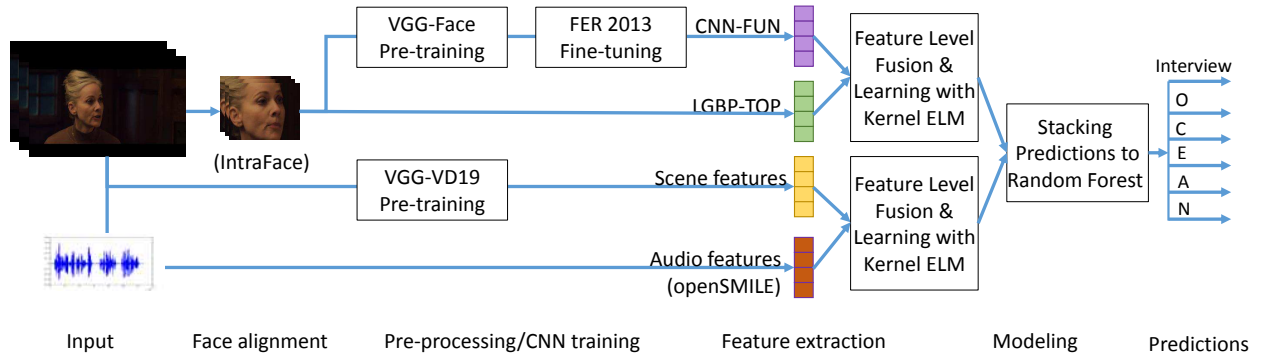 VGG-Face
Pre-training
FER 2013
Fine-tuning
CNN-FUN
Feature Level
Fusion &
Learning with
Kernel ELM
(IntraFace)
LGBP-TOP
VGG-VD19
Pre-training
Scene features
Audio features
(openSMILE)
Feature Level
Fusion &
Learning with
Kernel ELM
Stacking
Predictions to
Random Forest
Interview
O
C
E
A
N
Input
Face alignment
Pre-processing/CNN training
Feature extraction
Modeling
Predictions